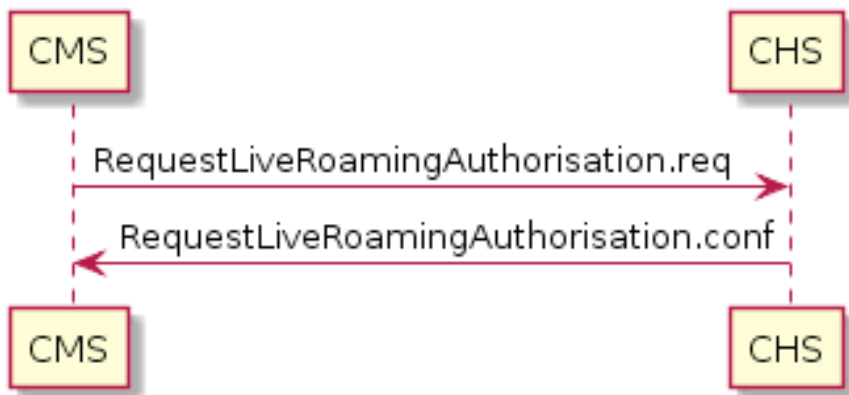 CMS
CHS
RequestLiveRoamingAuthorisation.req
RequestLiveRoamingAuthorisation.conf
CMS
CHS